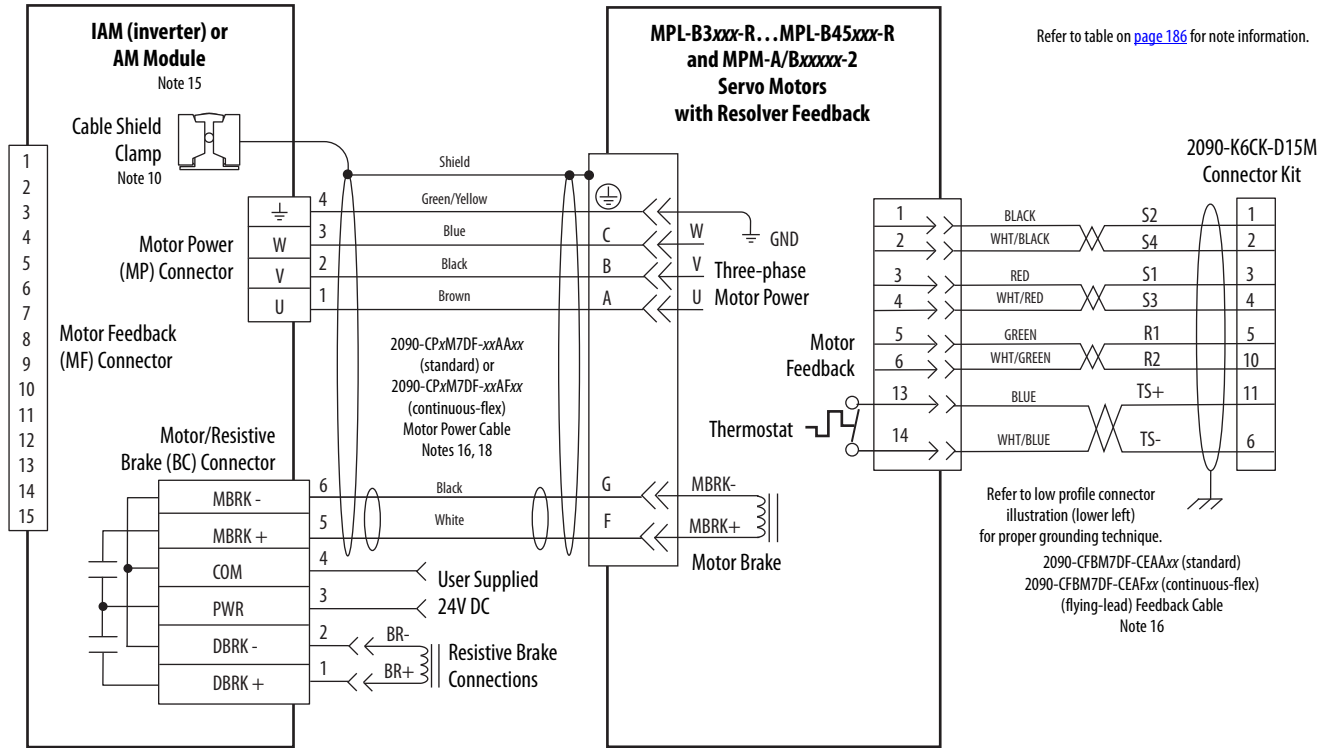 IAM (inverter) or
AM Module
Note 15
Cable Shield
Clamp
Note 10
1
2
3
4
5
6
7
8
9
10
11
12
13
14
15
Motor Feedback
(MF) Connector
Motor Power
(MP) Connector
W
V
U
4
3
2
1
Shield
Green/Yellow
Blue
Black
Brown
2090-CPxM7DF-xxAAxx
(standard) or
2090-CPxM7DF-xxAFxx
(continuous-flex)
Motor Power Cable
Notes 16, 18
Motor/Resistive
Brake (BC) Connector
MBRK -
MBRK +
COM
PWR
DBRK -
DBRK +
6
5
4
3
2
1
Black
White
User Supplied
24V DC
BR-
BR+
Resistive Brake
Connections
MPL-B3xxx-R...MPL-B45xxx-R
and MPM-A/Bxxxxx-2
Servo Motors
with Resolver Feedback
C
B
A
W
V
U
GND
Three-phase
Motor Power
G
F
MBRK-
MBRK+
Motor Brake
Motor
Feedback
Thermostat
1
2
3
4
5
6
13
14
BLACK
WHT/BLACK
RED
WHT/RED
GREEN
WHT/GREEN
BLUE
WHT/BLUE
S2
S4
S1
S3
R1
R2
TS+
TS-
1
2
3
4
5
10
11
6
Refer to table on page 186 for note information.
2090-K6CK-D15M
Connector Kit
Refer to low profile connector
illustration (lower left)
for proper grounding technique.
2090-CFBM7DF-CEAAxx (standard)
2090-CFBM7DF-CEAFxx (continuous-flex)
(flying-lead) Feedback Cable
Note 16